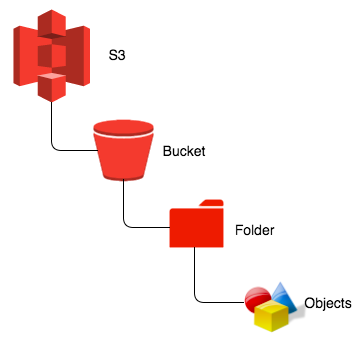 S3
Bucket
Folder
Objects